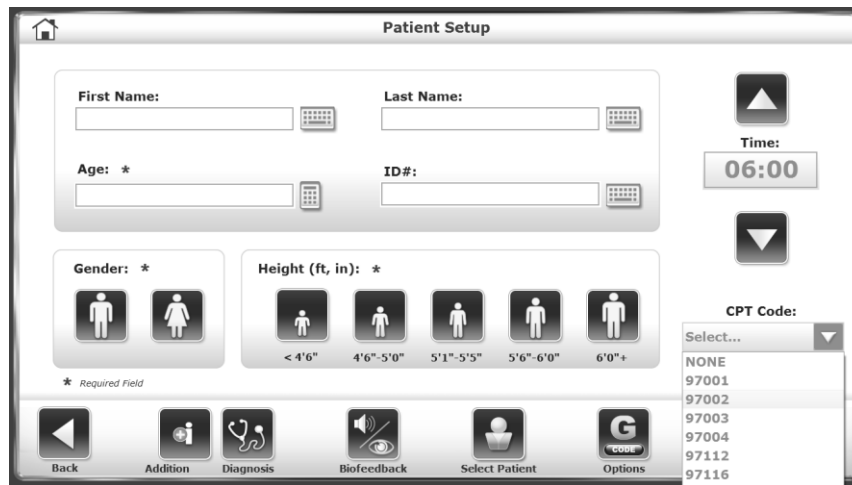 Patient Setup
First Name:
Last Name:
Age: *
ID#:
Time:
06:00
Gender: *
Height (ft, in): *
< 4'6"
4'6"-5'0"
5'1"-5'5"
5'6"-6'0"
6'0"+
* Required Field
CPT Code:
Select...
NONE
97001
97002
97003
97004
97112
97116
G
CODE
Back
Addition
Diagnosis
Biofeedback
Select Patient
Options